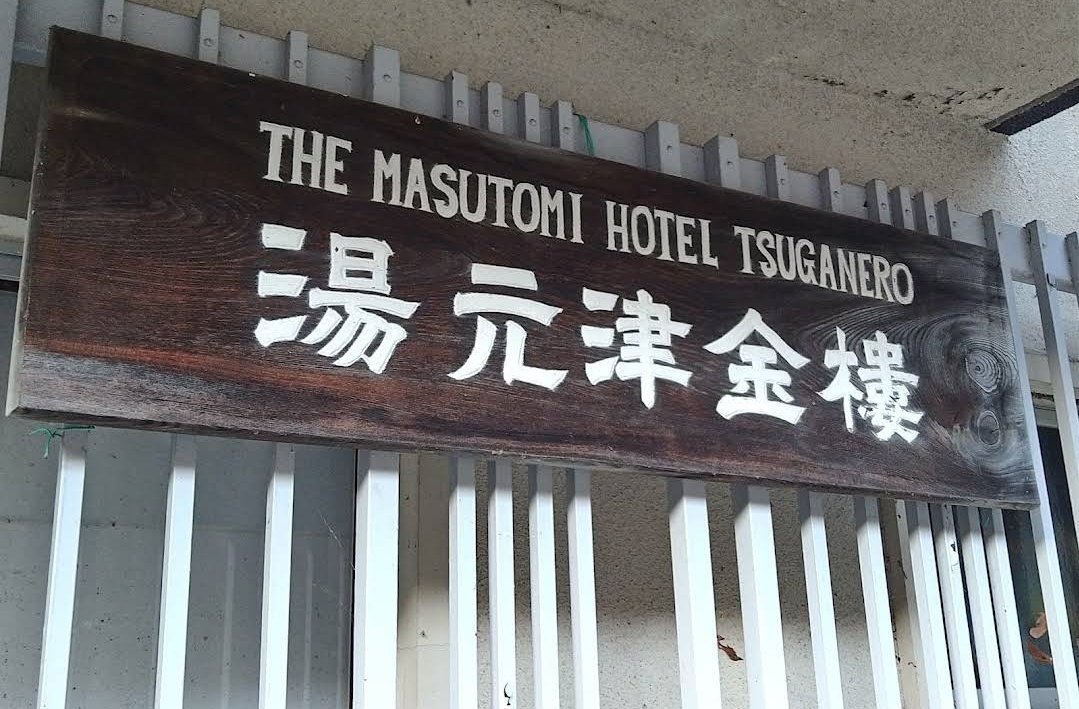 THE MASUTOMI HOTEL TSUGANERO
湯元津金樓